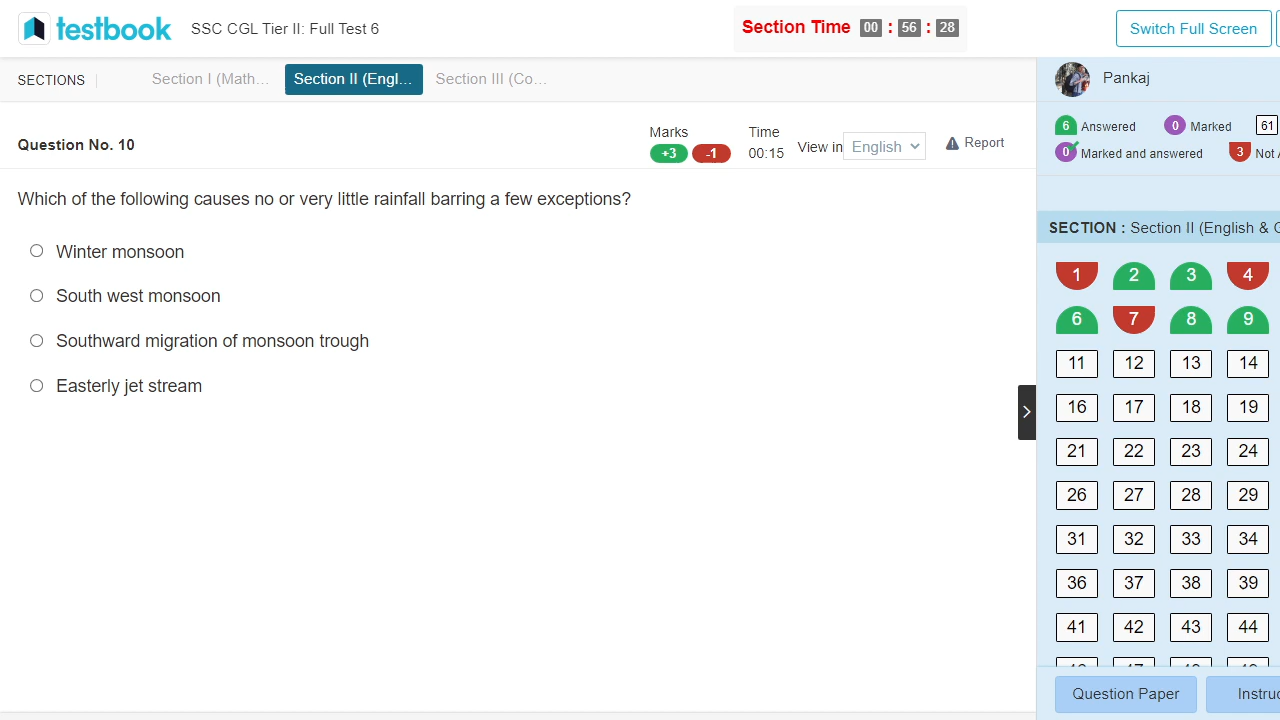 testbook
SSC CGL Tier II: Full Test 6
Section Time 00 : 56 : 28
Switch Full Screen
SECTIONS
Section I (Math...
Section II (Engl...
Section III (Co...
Pankaj
Question No. 10
Marks
+3 -1
Time
00:15
View in English
Report
6 Answered
0 Marked
61
0 Marked and answered
3 Not
Which of the following causes no or very little rainfall barring a few exceptions?
Winter monsoon
South west monsoon
Southward migration of monsoon trough
Easterly jet stream
SECTION : Section II (English &
1 2 3 4
6 7 8 9
11 12 13 14
16 17 18 19
21 22 23 24
26 27 28 29
31 32 33 34
36 37 38 39
41 42 43 44
Question Paper
Instruc